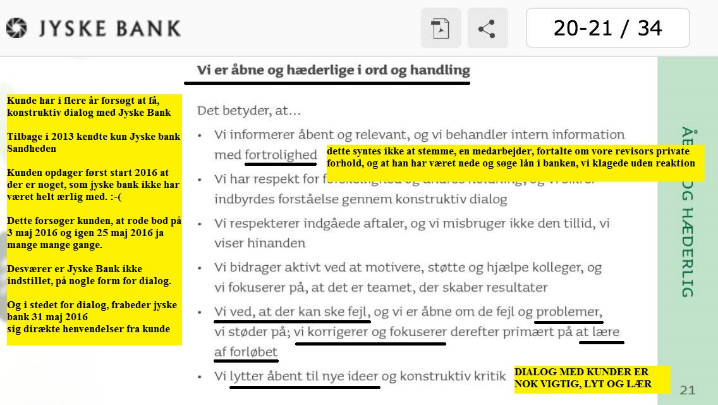 JYSKE BANK
20-21 / 34
Vi er åbne og hæderlige i ord og handling
Kunde har i flere år forsøgt at få,
konstruktiv dialog med Jyske Bank
Tilbage i 2013 kendte kun Jyske bank
Sandheden
Kunden opdager først start 2016 at
der er noget, som jyske bank ikke har
været helt ærlig med. :-(
Dette forsøger kunden, at rode bod på
3 maj 2016 og igen 25 maj 2016 ja
mange mange gange.
Desværer er Jyske Bank ikke
indstillet, på nogle form for dialog.
Og i stedet for dialog, frabeder jyske
bank 31 maj 2016
sig dirækte henvendelser fra kunde
Det betyder, at...
• Vi informerer åbent og relevant, og vi behandler intern information
med fortrolighed
dette syntes ikke at stemme, en medarbejder, fortalte om vore revisors private
forhold, og at han har været nede og søge lån i banken, vi klagede uden reaktion
• Vi har respekt for
indbyrdes forståelse gennem konstruktiv dialog
• Vi respekterer indgåede aftaler, og vi misbruger ikke den tillid, vi
viser hinanden
• Vi bidrager aktivt ved at motivere, støtte og hjælpe kolleger, og
vi fokuserer på, at det er teamet, der skaber resultater
• Vi ved, at der kan ske fejl, og vi er åbne om de fejl og problemer,
vi støder på; vi korrigerer og fokuserer derefter primært på at lære
af forløbet
• Vi lytter åbent til nye ideer og konstruktiv kritik
DIALOG MED KUNDER ER
NOK VIGTIG, LYT OG LÆR
OG HÆDERLIG
21